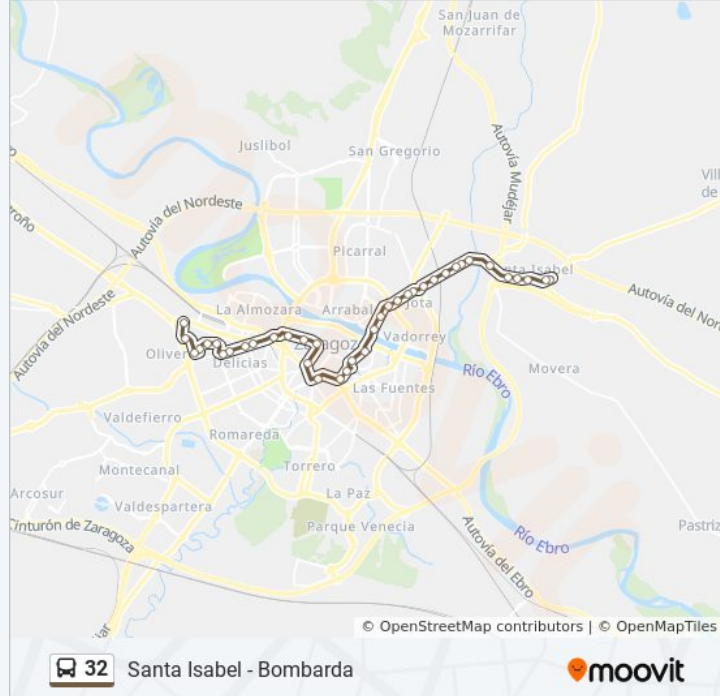 San Juan de
Mozarrifar
Juslibol
San Gregorio
Autovía Mudéjar
Autovía del Nordeste
Picarral
Santa Isabel
Autovía del Nordeste
La Almozara
Arrabal
Jota
Autovía del No
Oliver
Delicias
Zaragoza
Vadorrey
Río Ebro
Movera
Las Fuentes
Valdefierro
Romareda
Montecanal
Torrero
Arcosur
Valdespartera
La Paz
Cinturón de Zaragoza
Parque Venecia
Autovía del Ebro
Río Ebro
Pastriz
© OpenStreetMap contributors | © OpenMapTiles
32 Santa Isabel - Bombarda
moovit